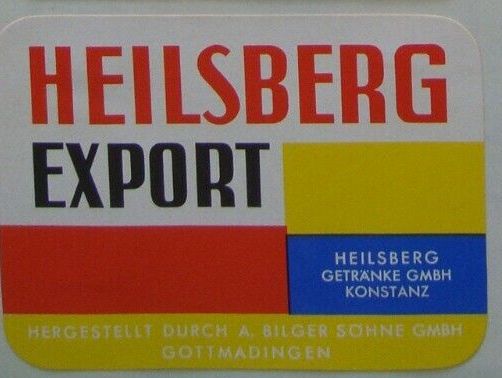 HEILSBERG
EXPORT
HEILSBERG
GETRÄNKE GMBH
KONSTANZ
HERGESTELLT DURCH A. BILGER SÖHNE GMBH
GOTTMADINGEN